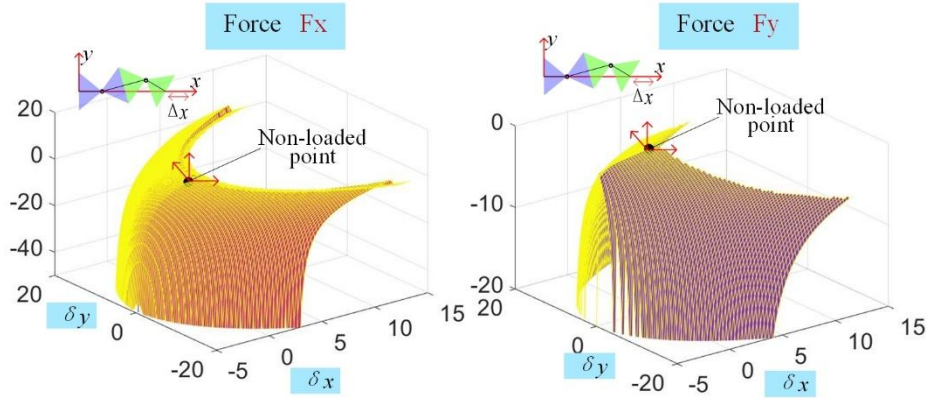 Force Fx
y
x
Δx
Non-loaded
point
20
0
-20
-40
20
0
-20
-5
0
5
10
15
δy
δx
Force Fy
y
x
Δx
Non-loaded
point
0
-10
-20
20
0
-20
-5
0
5
10
15
δy
δx